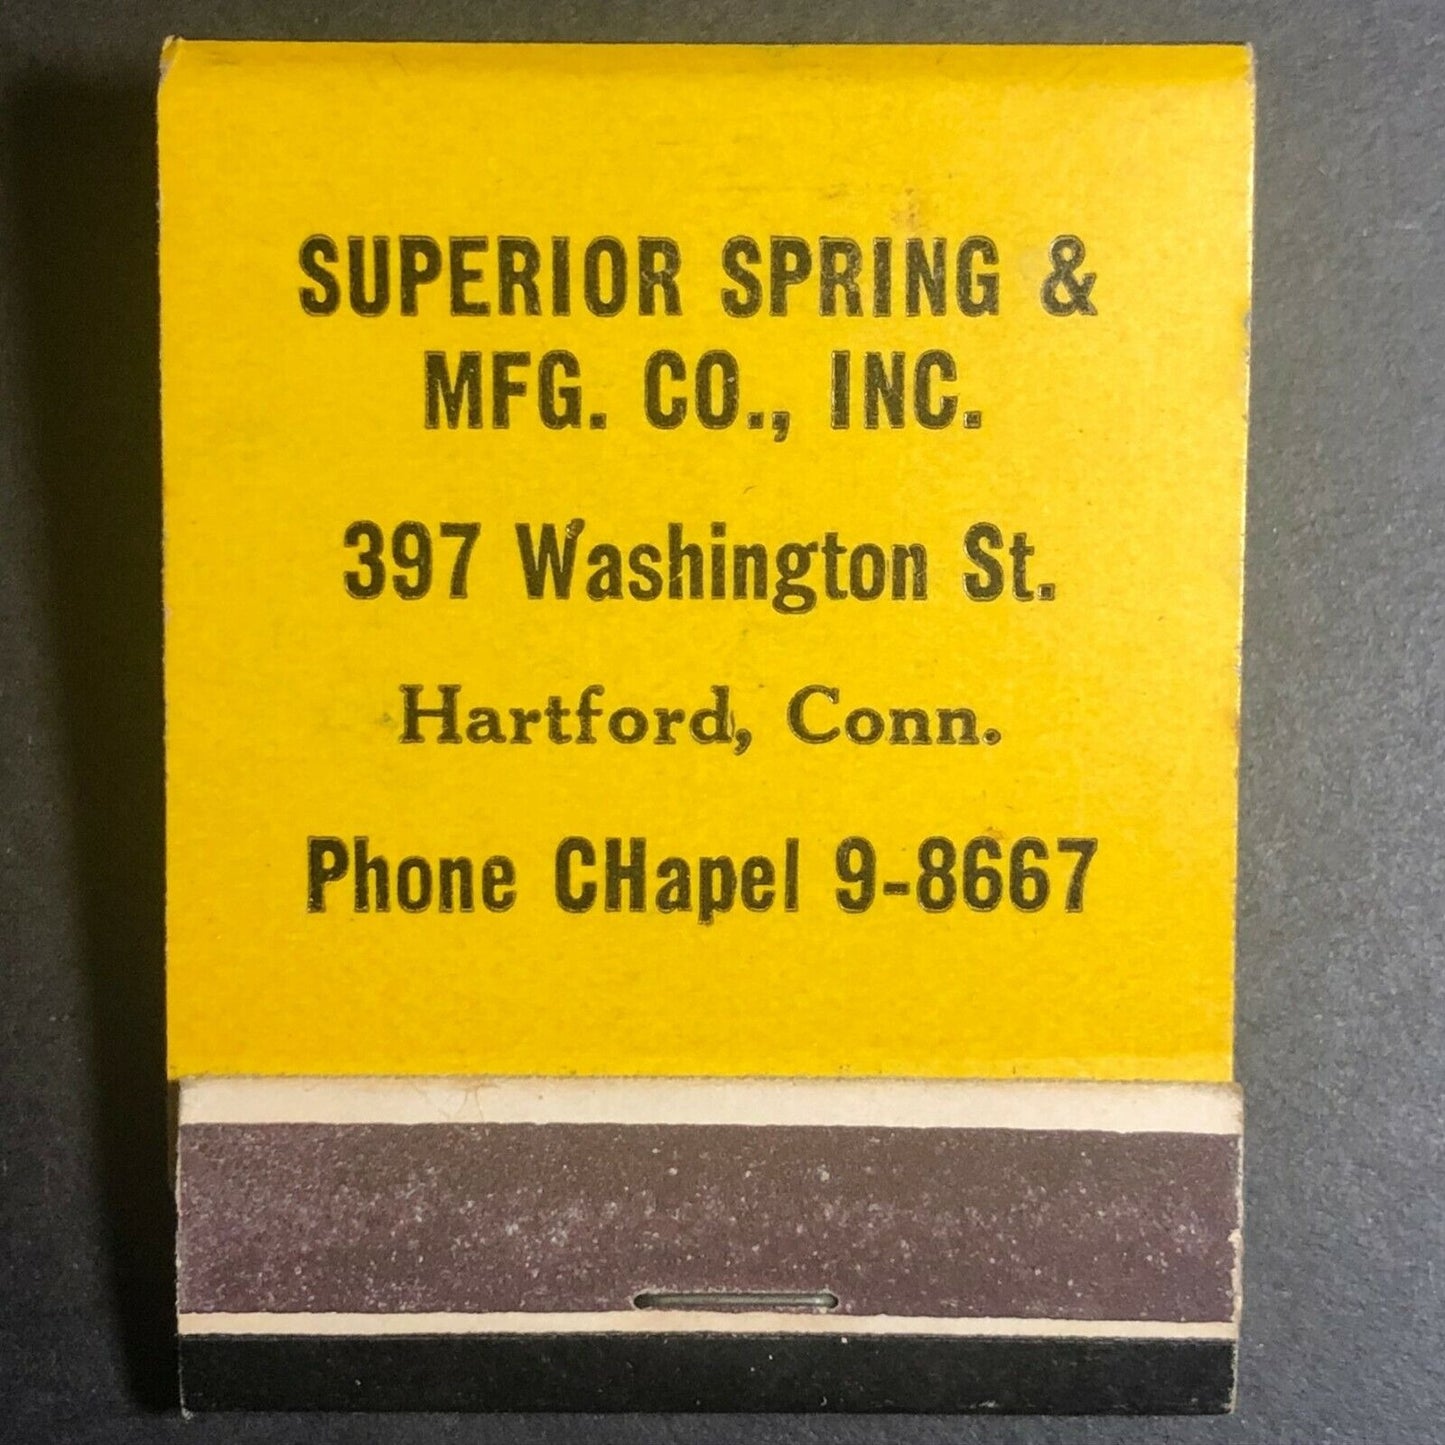 SUPERIOR SPRING &
MFG. CO., INC.
397 Washington St.
Hartford, Conn.
Phone CHapel 9-8667